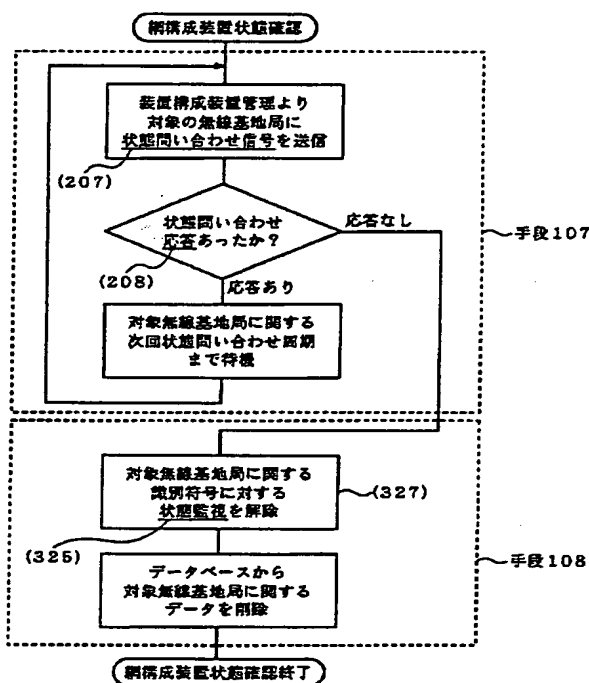 網構成装置状態確認
装置構成装置管理より
対象の無線基地局に
状態問い合わせ信号を送信
(207)
状態問い合わせ
応答あったか?
応答なし
手段107
(208)
応答あり
対象無線基地局に関する
次回状態問い合わせ周期
まで待機
対象無線基地局に関する
識別符号に対する
状態監視を解除
(327)
(325)
データベースから
対象無線基地局に関する
データを削除
手段108
網構成装置状態確認終了